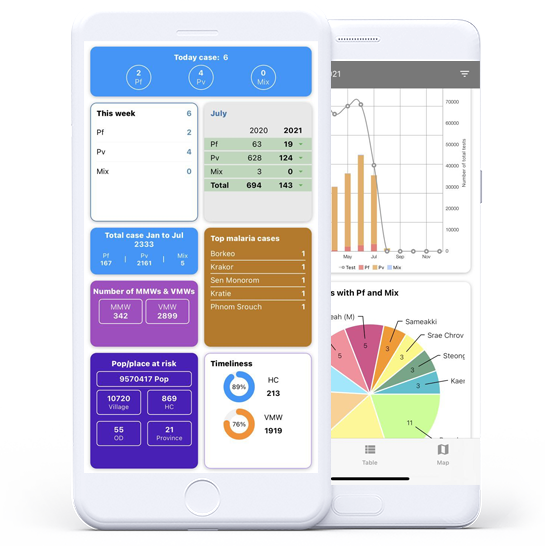 Today case: 6
2
Pf
4
Pv
0
Mix
This week 6
Pf 2
Pv 4
Mix 0
July
2020 2021
Pf 63 19
Pv 628 124
Mix 3 0
Total 694 143
Total case Jan to Jul
2333
Pf Pv Mix
167 2161 5
Top malaria cases
Borkeo 1
Krakor 1
Sen Monorom 1
Kratie 1
Phnom Srouch 1
Number of MMWs & VMWs
MMW VMW
342 2899
Pop/place at risk
9570417 Pop
10720 869
Village HC
55 21
OD Province
Timeliness
89% HC
213
76% VMW
1919
021
70000
60000
50000
40000
30000
20000
10000
0
Number of total tests
May Jul Sep Nov
Test Pf Pv Mix
s with Pf and Mix
eah (M)
Sameakki
Srae Chrov
Steong
Kaer
5
5
3
3
3
3
11
Table Map